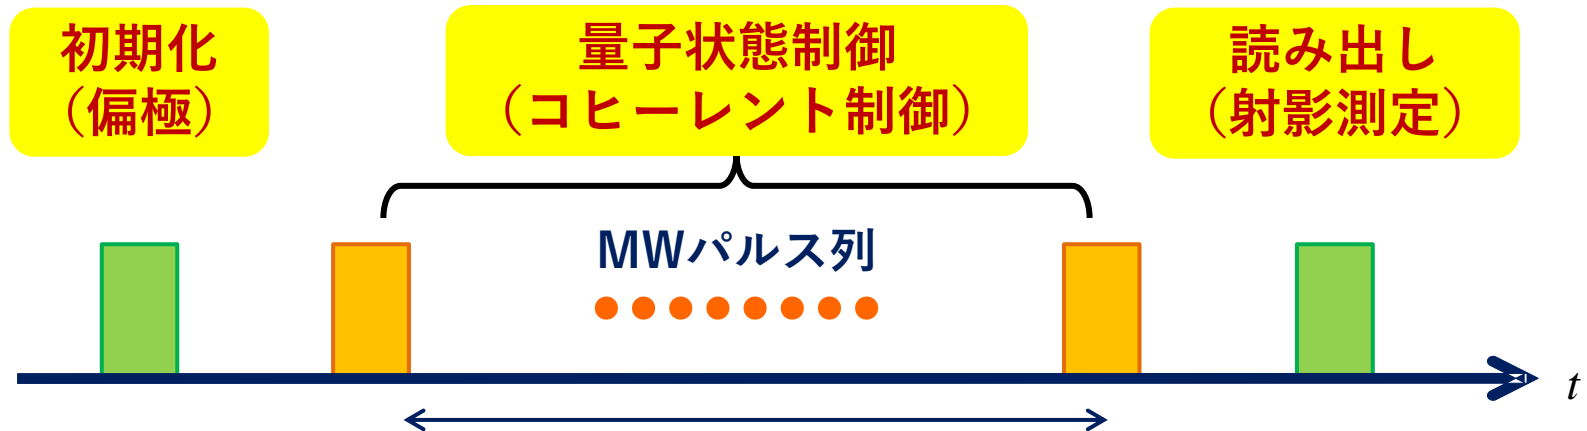 初期化
（偏極）
量子状態制御
（コヒーレント制御）
読み出し
（射影測定）
MWパルス列
t